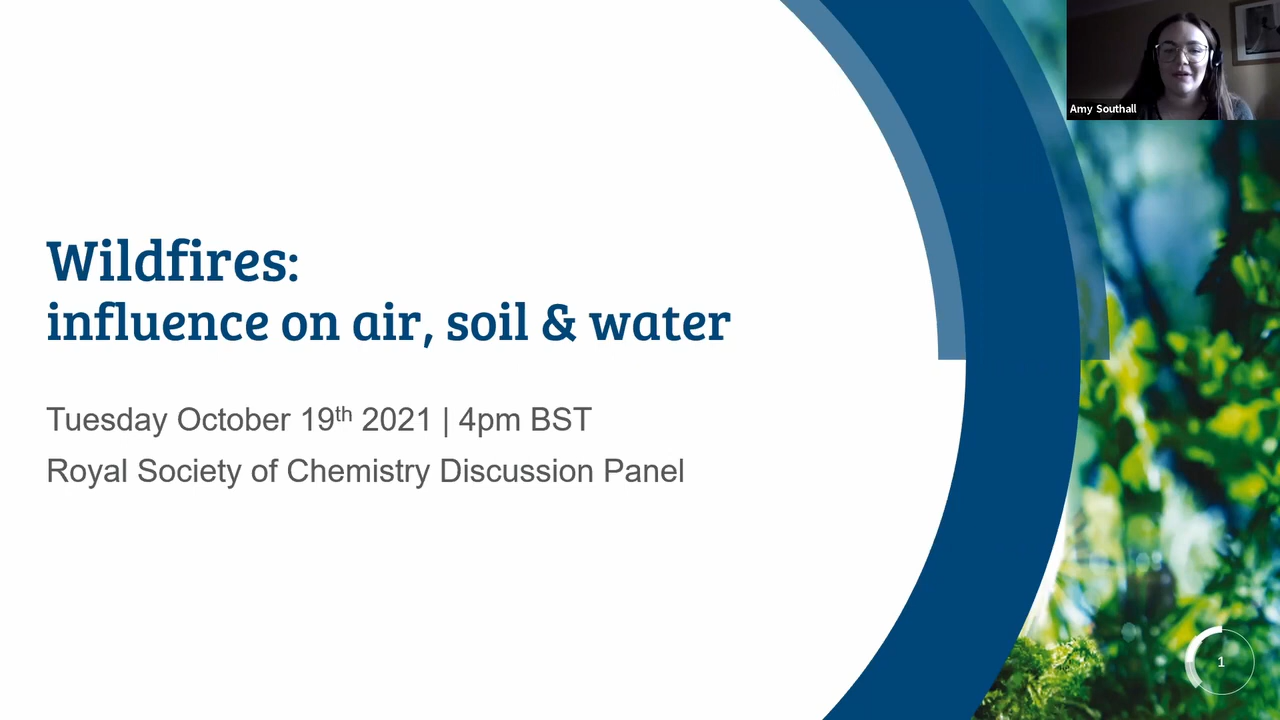 Amy Southall
Wildfires:
influence on air, soil & water
Tuesday October 19th 2021 | 4pm BST
Royal Society of Chemistry Discussion Panel
1